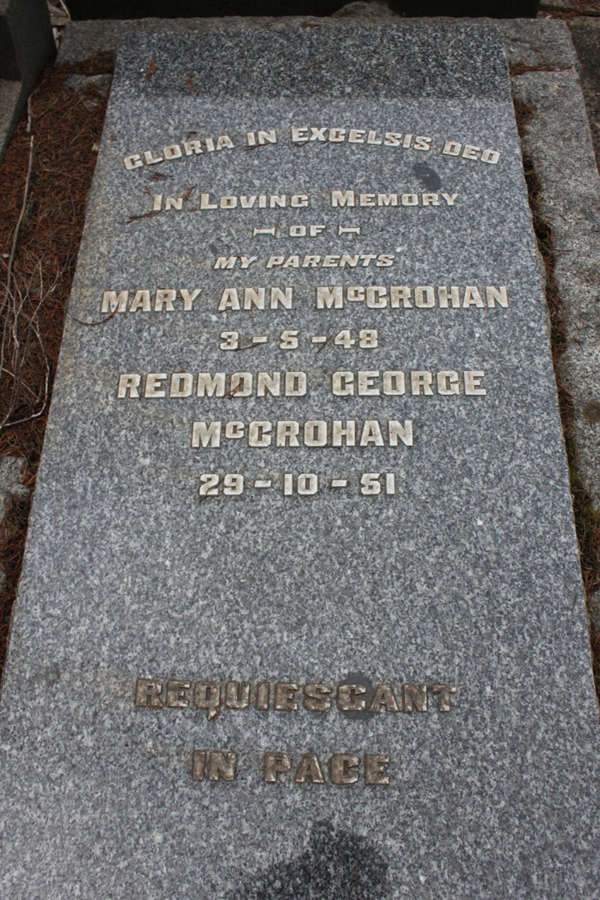 GLORIA IN EXCELSIS DEO
IN LOVING MEMORY
OF
MY PARENTS
MARY ANN McCROHAN
3-5-48
REDMOND GEORGE
McCROHAN
29-10-51
REQUIESCANT
IN PACE